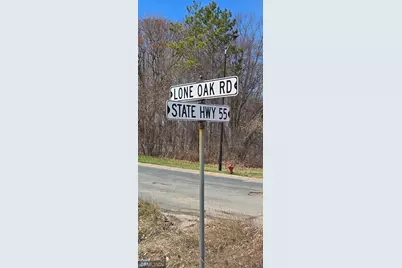 LONE OAK RD
STATE HWY 55